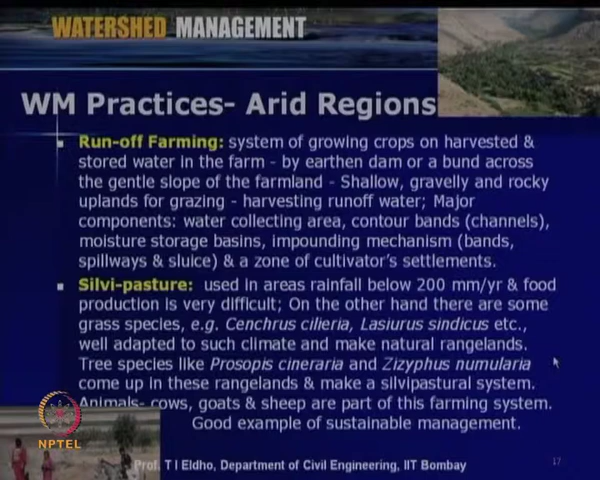 WATERSHED MANAGEMENT
WM Practices- Arid Regions
Run-off Farming: system of growing crops on harvested &
stored water in the farm - by earthen dam or a bund across
the gentle slope of the farmland - Shallow, gravelly and rocky
uplands for grazing - harvesting runoff water; Major
components: water collecting area, contour bands (channels),
moisture storage basins, impounding mechanism (bands,
spillways & sluice) & a zone of cultivator's settlements.
Silvi-pasture: used in areas rainfall below 200 mm/yr & food
production is very difficult; On the other hand there are some
grass species, e.g. Cenchrus cilieria, Lasiurus sindicus etc.,
well adapted to such climate and make natural rangelands.
Tree species like Prosopis cineraria and Zizyphus numularia
come up in these rangelands & make a silvipastural system.
Animals- cows, goats & sheep are part of this farming system.
Good example of sustainable management.
NPTEL
Prof. T I Eldho, Department of Civil Engineering, IIT Bombay
17